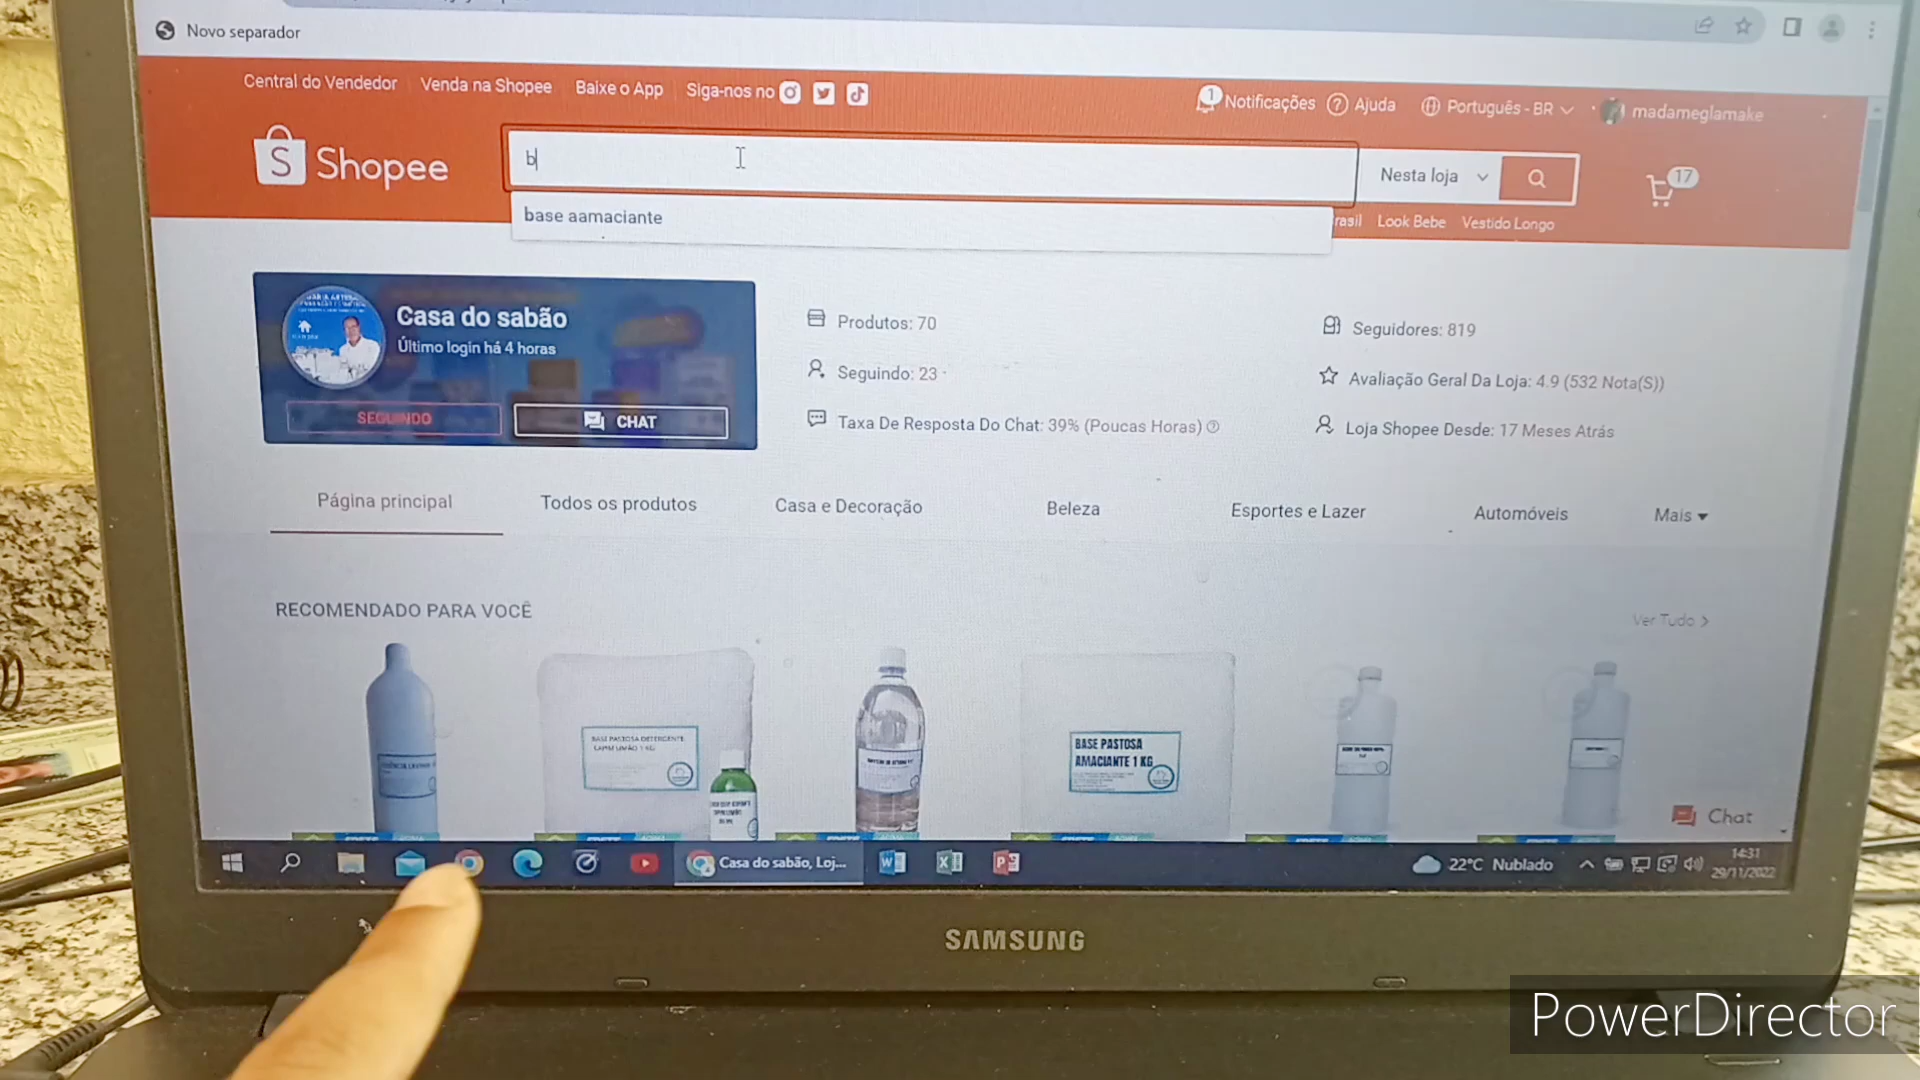 Novo separador
Central do Vendedor
Venda na Shopee
Baixe o App
Siga-nos no
1
Notificações
Ajuda
Português - BR
madameglamake
Shopee
b
Nesta loja
17
base aamaciante
Look Bebe
Vestido Longo
Casa do sabão
Último login há 4 horas
SEGUINDO
CHAT
Produtos: 70
Seguindo: 23
Taxa De Resposta Do Chat: 39% (Poucas Horas)
Seguidores: 819
Avaliação Geral Da Loja: 4.9 (532 Nota(S))
Loja Shopee Desde: 17 Meses Atrás
Página principal
Todos os produtos
Casa e Decoração
Beleza
Esportes e Lazer
Automóveis
Mais
RECOMENDADO PARA VOCÊ
Ver Tudo
BASE PASTOSA DETERGENTE
BASE PASTOSA
AMACIANTE 1 KG
Chat
Casa do sabão, Loj...
22°C Nublado
14:31
29/11/2022
SAMSUNG
PowerDirector